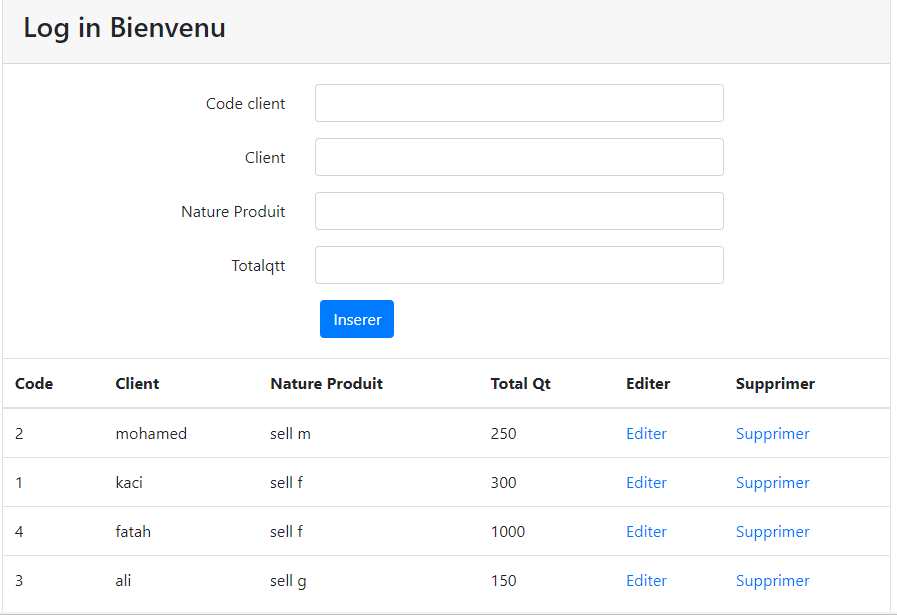 Log in Bienvenu
Code client
Client
Nature Produit
Totalqtt
Inserer
Code Client Nature Produit Total Qt Editer Supprimer
2 mohamed sell m 250 Editer Supprimer
1 kaci sell f 300 Editer Supprimer
4 fatah sell f 1000 Editer Supprimer
3 ali sell g 150 Editer Supprimer